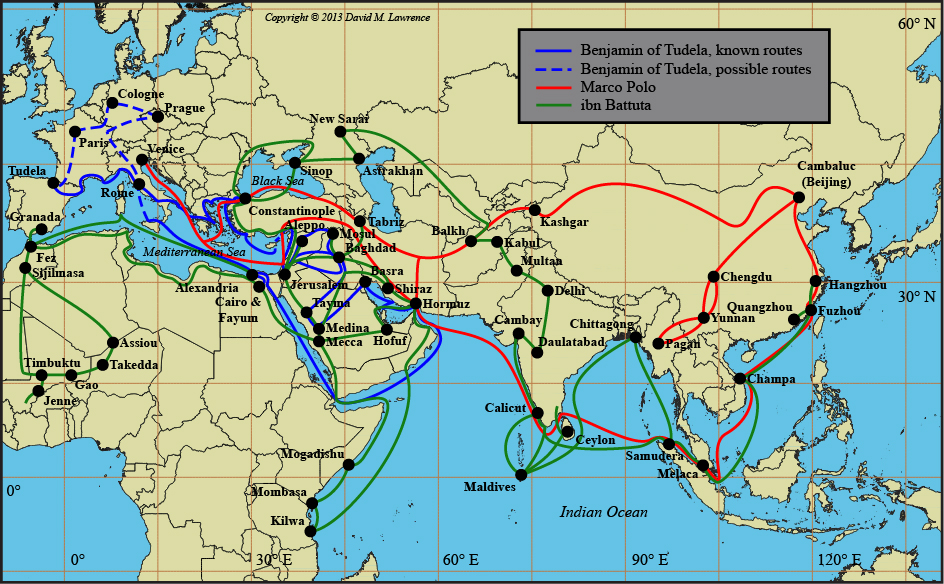 Copyright © 2013 David M. Lawrence
60° N
Benjamin of Tudela, known routes
Benjamin of Tudela, possible routes
Marco Polo
ibn Battuta
Cologne
Prague
New Sarai
Paris
Venice
Tudela
Rome
Sinop
Astrakhan
Black Sea
Cambaluc
(Beijing)
Granada
Constantinople
Tabriz
Kashgar
Aleppo
Mosul
Balkh
Kabul
Fez
Mediterranean Sea
Baghdad
Sijilmasa
Multan
Basra
Chengdu
Alexandria
Jerusalem
Shiraz
Delhi
Hangzhou
30° N
Cairo &
Fayum
Tayma
Hormuz
Quangzhou
Fuzhou
Cambay
Chittagong
Yunnan
Medina
Mecca
Hofuf
Daulatabad
Pagan
Assiou
Timbuktu
Takedda
Gao
Champa
Jenne
Calicut
Ceylon
Mogadishu
Samudera
Melaca
Maldives
0°
Mombasa
Indian Ocean
Kilwa
0°
30° E
60° E
90° E
120° E